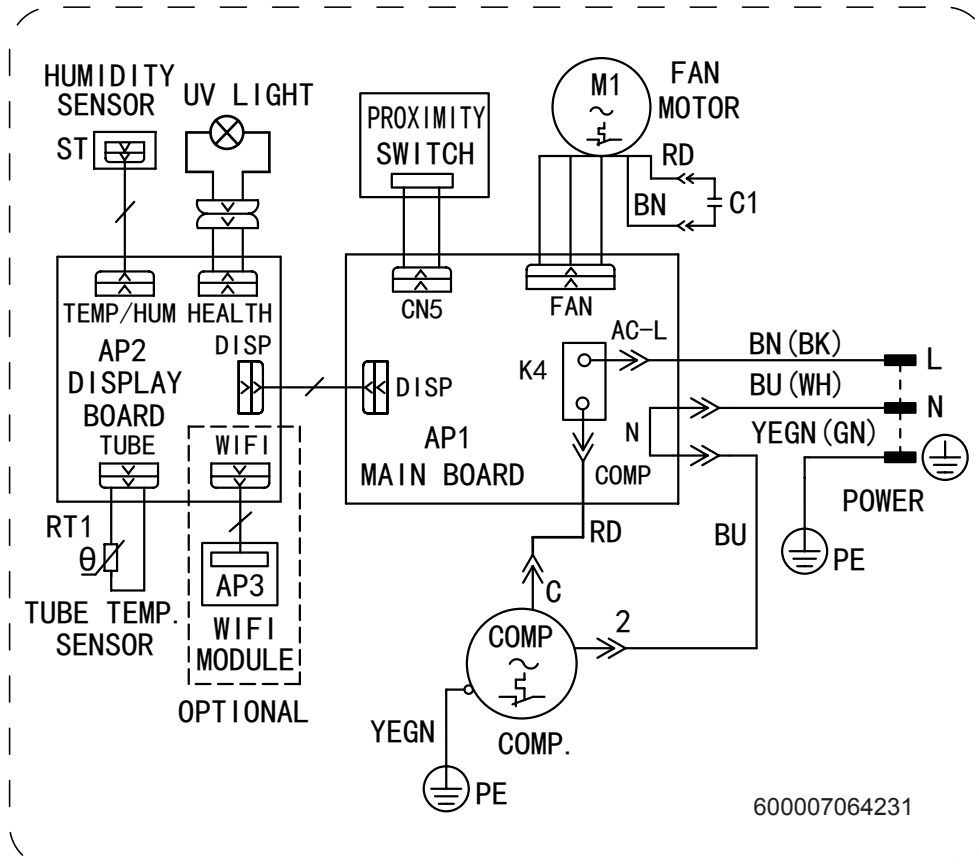 HUMIDITY
SENSOR
ST
UV LIGHT
PROXIMITY
SWITCH
M1
FAN
MOTOR
RD
BN
C1
TEMP/HUM
HEALTH
CN5
FAN
AP2
DISPLAY
BOARD
DISP
DISP
K4
AC-L
BN(BK)
L
BU(WH)
N
YEGN(GN)
POWER
PE
N
AP1
MAIN BOARD
COMP
TUBE
WIFI
RT1
θ
TUBE TEMP.
SENSOR
AP3
WIFI
MODULE
OPTIONAL
RD
BU
C
COMP
2
YEGN
COMP.
PE
600007064231